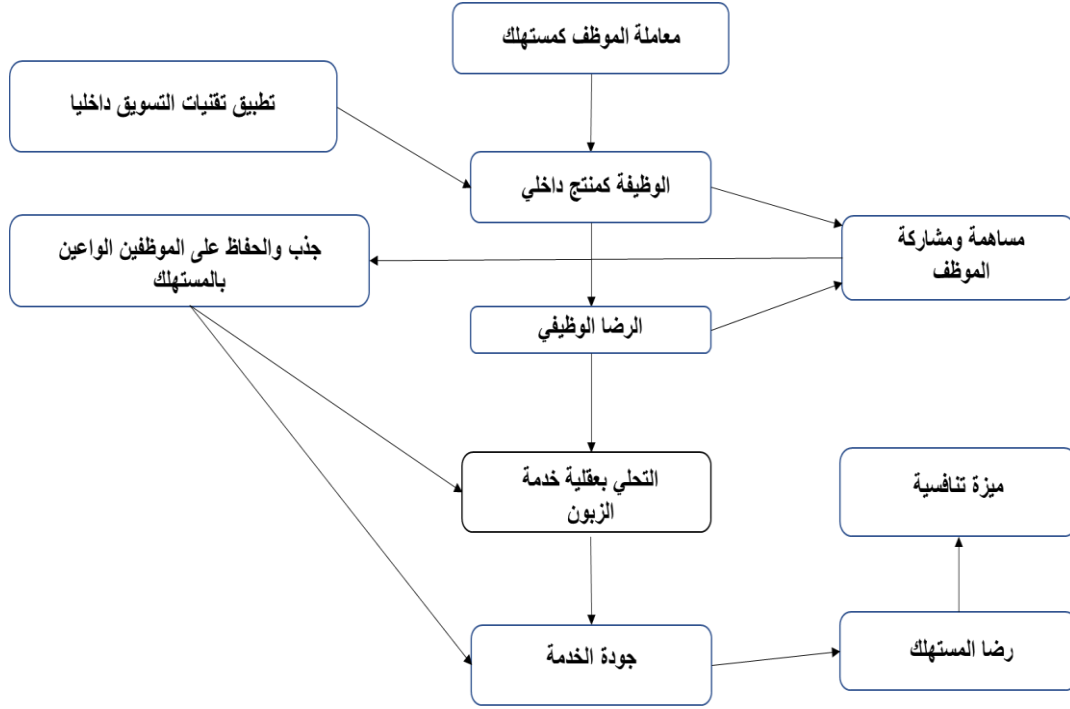 معاملة الموظف كمستهلك
تطبيق تقنيات التسويق داخليا
الوظيفة كمنتج داخلي
مساهمة ومشاركة
الموظف
جذب والحفاظ على الموظفين الواعين
بالمستهلك
الرضا الوظيفي
التحلي بعقلية خدمة
الزبون
ميزة تنافسية
جودة الخدمة
رضا المستهلك